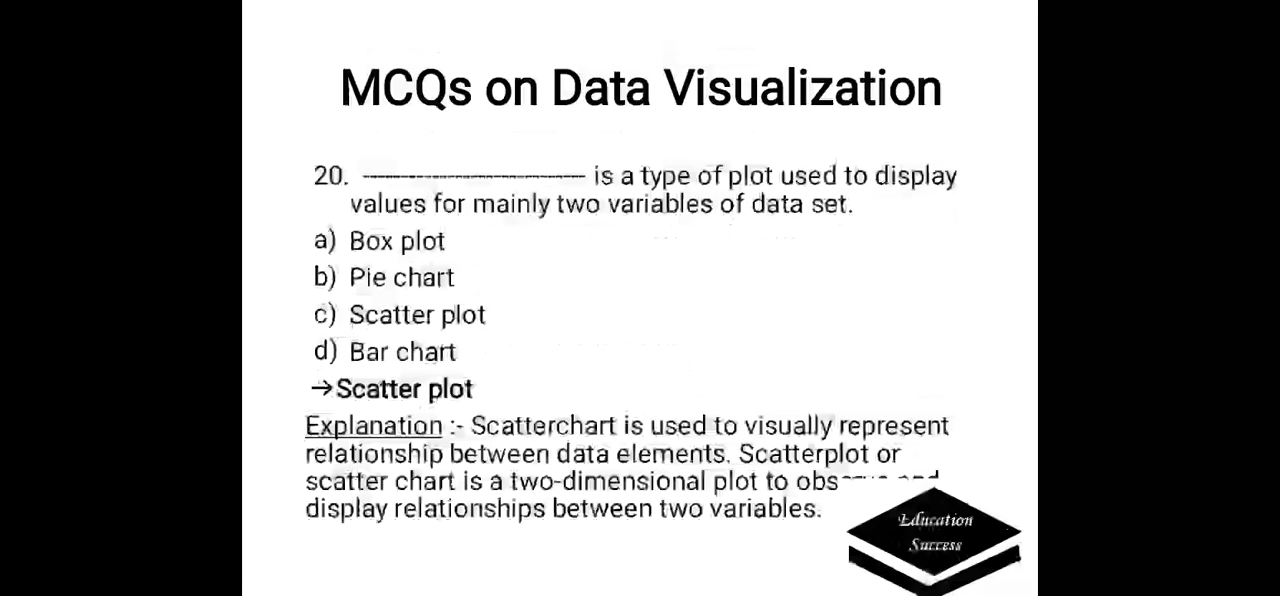 MCQs on Data Visualization
20. ---------------------------- is a type of plot used to display
values for mainly two variables of data set.
a) Box plot
b) Pie chart
c) Scatter plot
d) Bar chart
→Scatter plot
Explanation :- Scatterchart is used to visually represent
relationship between data elements. Scatterplot or
scatter chart is a two-dimensional plot to
display relationships between two variables.
Education
Success